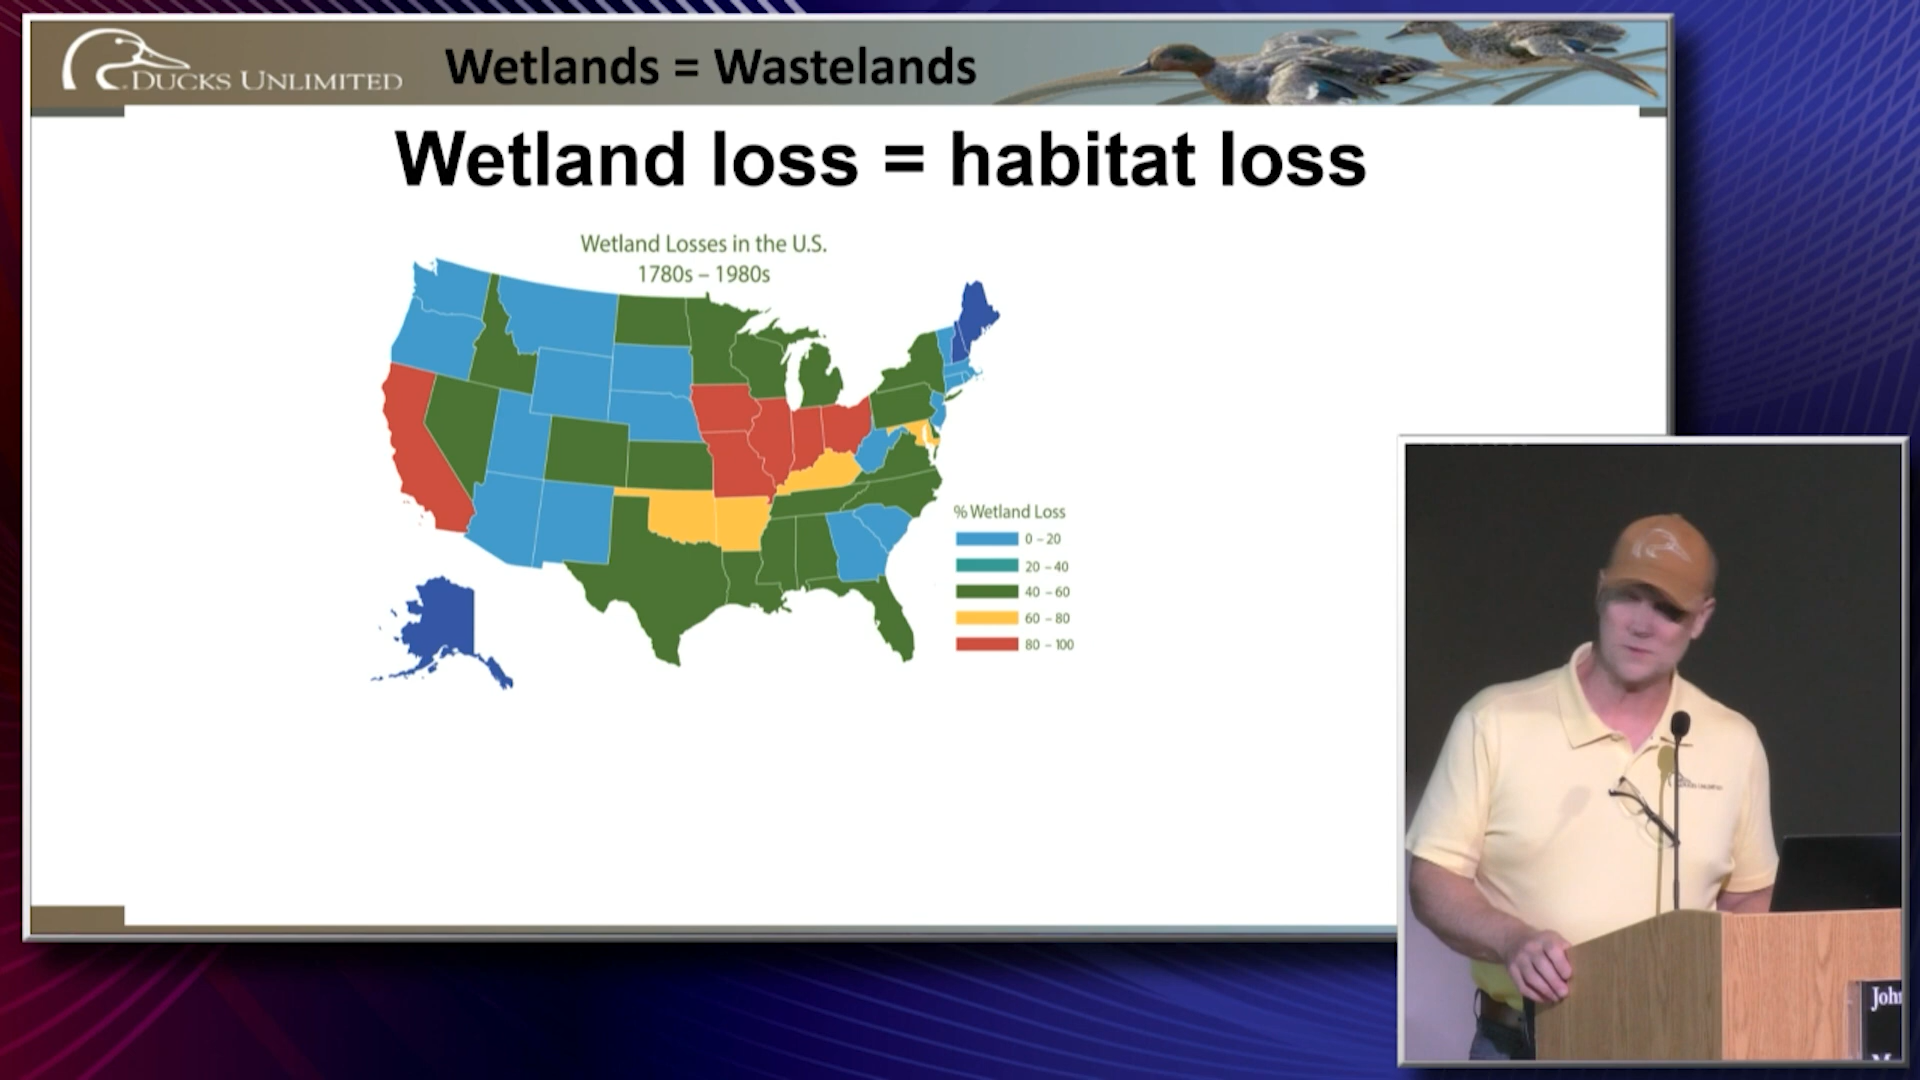 DUCKS UNLIMITED
Wetlands = Wastelands
Wetland loss = habitat loss
Wetland Losses in the U.S.
1780s – 1980s
% Wetland Loss
0 – 20
20 – 40
40 – 60
60 – 80
80 – 100